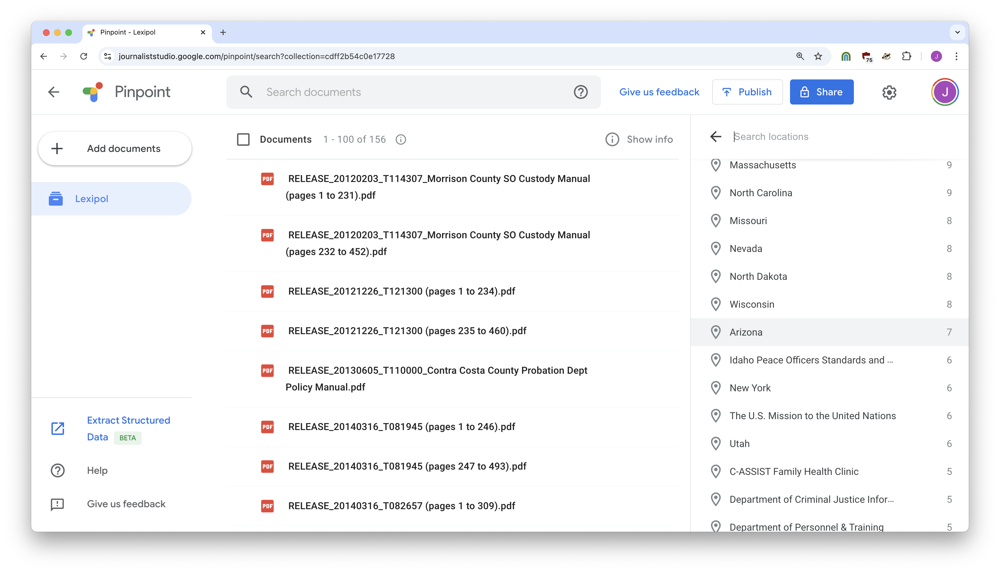 Pinpoint - Lexipol
journaliststudio.google.com/pinpoint/search?collection=cdff2b54c0e17728
75
J
Pinpoint
Search documents
Give us feedback
Publish
Share
J
Add documents
Lexipol
Extract Structured
Data BETA
Help
Give us feedback
Documents 1 - 100 of 156
Show info
PDF RELEASE_20120203_T114307_Morrison County SO Custody Manual
(pages 1 to 231).pdf
PDF RELEASE_20120203_T114307_Morrison County SO Custody Manual
(pages 232 to 452).pdf
PDF RELEASE_20121226_T121300 (pages 1 to 234).pdf
PDF RELEASE_20121226_T121300 (pages 235 to 460).pdf
PDF RELEASE_20130605_T110000_Contra Costa County Probation Dept
Policy Manual.pdf
PDF RELEASE_20140316_T081945 (pages 1 to 246).pdf
PDF RELEASE_20140316_T081945 (pages 247 to 493).pdf
PDF RELEASE_20140316_T082657 (pages 1 to 309).pdf
Search locations
Massachusetts 9
North Carolina 9
Missouri 8
Nevada 8
North Dakota 8
Wisconsin 8
Arizona 7
Idaho Peace Officers Standards and ... 6
New York 6
The U.S. Mission to the United Nations 6
Utah 6
C-ASSIST Family Health Clinic 5
Department of Criminal Justice Infor... 5
Department of Personnel & Training 5